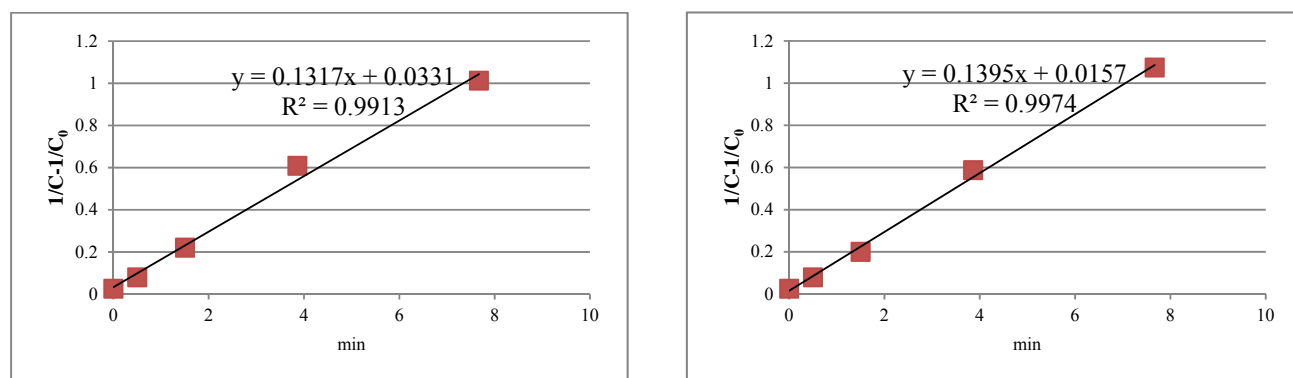 1.2
1
0.8
0.6
0.4
0.2
0
1/C-1/C₀
y = 0.1317x + 0.0331
R² = 0.9913
0 2 4 6 8 10
min
1.2
1
0.8
0.6
0.4
0.2
0
1/C-1/C₀
y = 0.1395x + 0.0157
R² = 0.9974
0 2 4 6 8 10
min